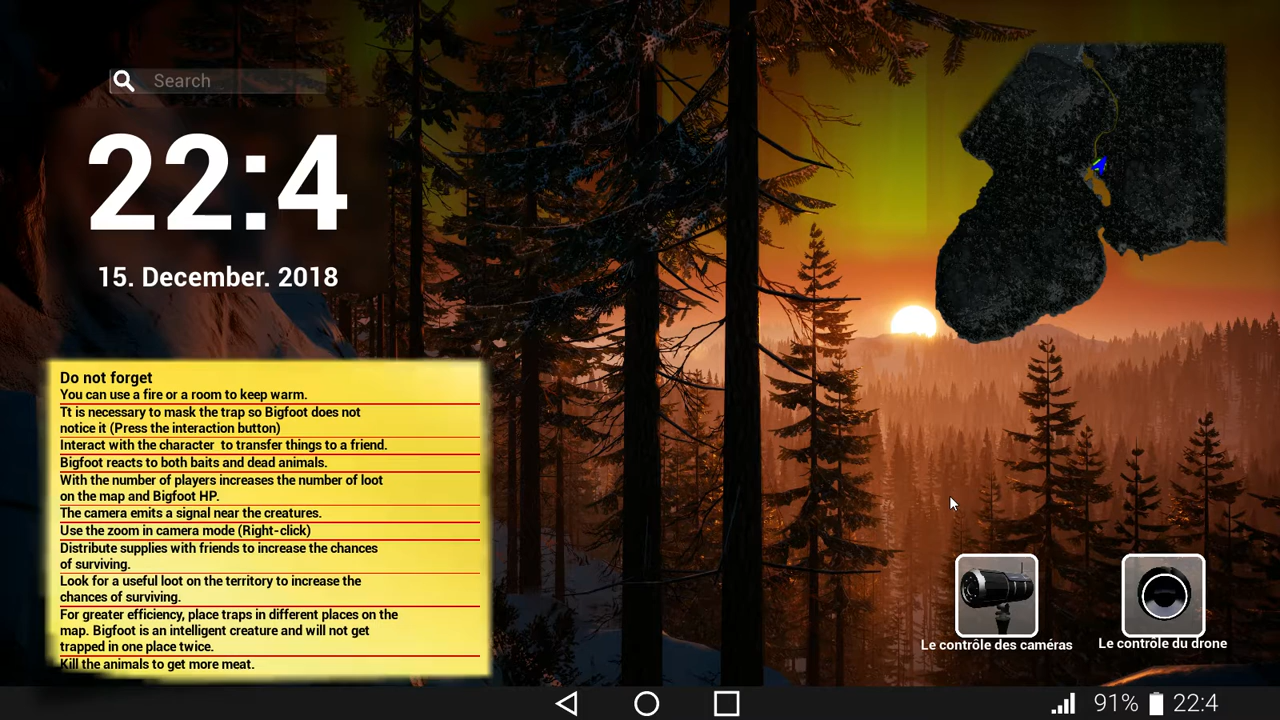 Search
22:4
15. December. 2018
Do not forget
You can use a fire or a room to keep warm.
Tt is necessary to mask the trap so Bigfoot does not
notice it (Press the interaction button)
Interact with the character to transfer things to a friend.
Bigfoot reacts to both baits and dead animals.
With the number of players increases the number of loot
on the map and Bigfoot HP.
The camera emits a signal near the creatures.
Use the zoom in camera mode (Right-click)
Distribute supplies with friends to increase the chances
of surviving.
Look for a useful loot on the territory to increase the
chances of surviving.
For greater efficiency, place traps in different places on the
map. Bigfoot is an intelligent creature and will not get
trapped in one place twice.
Kill the animals to get more meat.
Le contrôle des caméras
Le contrôle du drone
91% 22:4